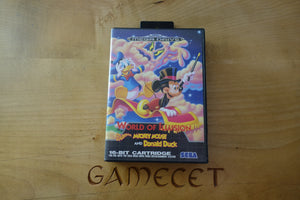 MEGA DRIVE
WORLD OF ILLUSION
MICKEY MOUSE
AND Donald Duck
16-BIT CARTRIDGE
SEGA
GAMECET